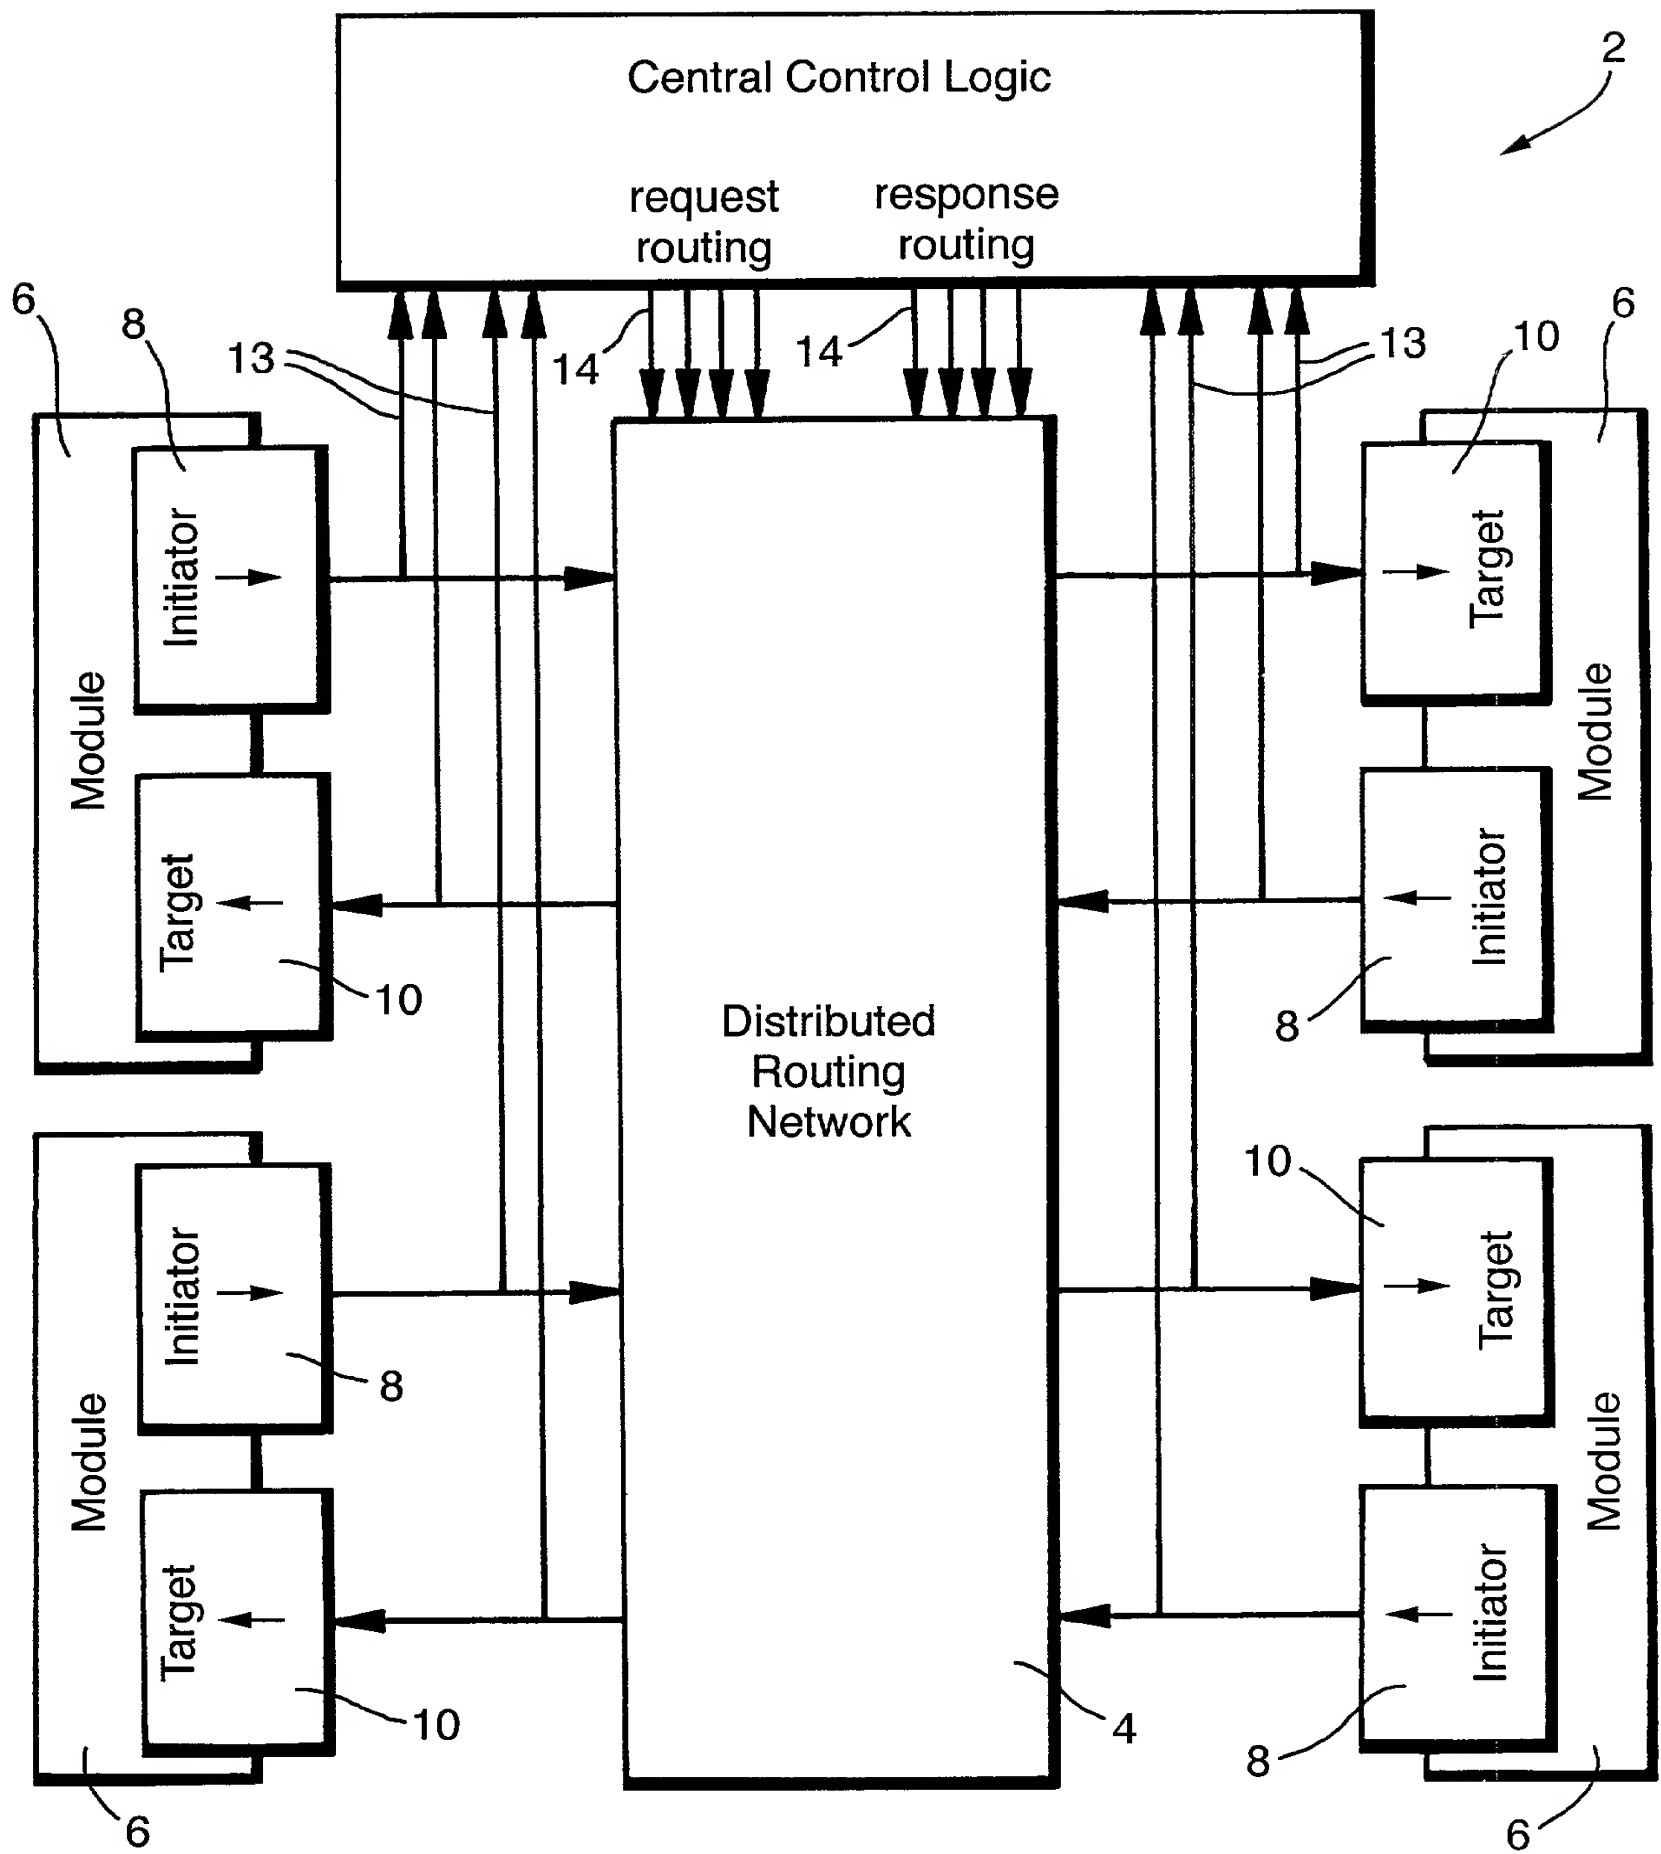 Central Control Logic
2
request
routing
response
routing
6
8
13
14
14
13
10
6
Initiator
Target
Module
Module
Target
Initiator
10
8
Distributed
Routing
Network
10
Initiator
Target
8
Module
Module
Target
Initiator
10
4
8
6
6